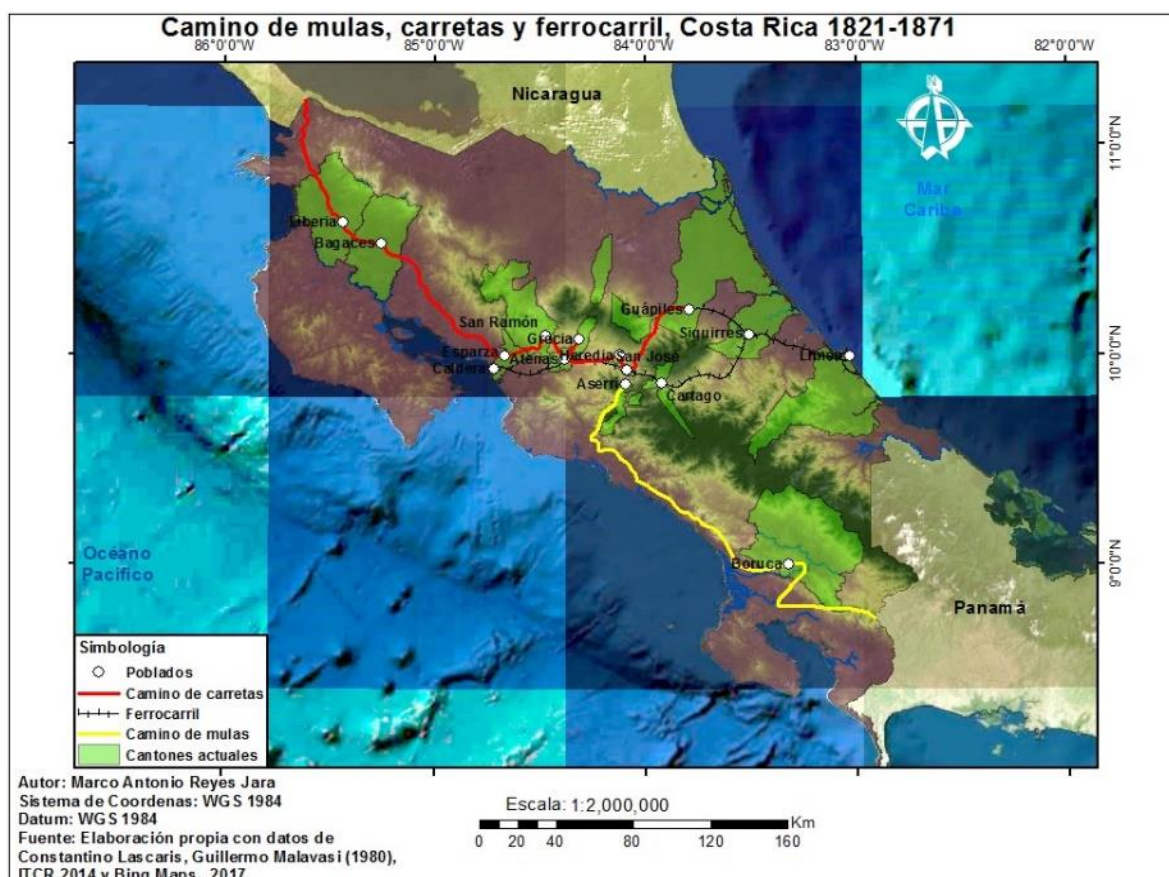 Camino de mulas, carretas y ferrocarril, Costa Rica 1821-1871
86°0'0"W
85°0'0"W
84°0'0"W
83°0'0"W
82°0'0"W
Nicaragua
11°0'0"N
Mar
Caribe
Liberia
Bagaces
Guápiles
San Ramón
Grecia
Siquirres
Esparza
Atenas
Heredia
San José
Limón
10°0'0"N
Caldera
Aserrí
Cartago
Océano
Pacifico
Boruca
9°0'0"N
Panamá
Simbología
Poblados
Camino de carretas
Ferrocarril
Camino de mulas
Cantones actuales
Autor: Marco Antonio Reyes Jara
Sistema de Coordenas: WGS 1984
Datum: WGS 1984
Fuente: Elaboración propia con datos de
Constantino Lascaris, Guillermo Malavasi (1980),
ITCR 2014 y Bing Maps, 2017
Escala: 1:2,000,000
Km
0 20 40 80 120 160